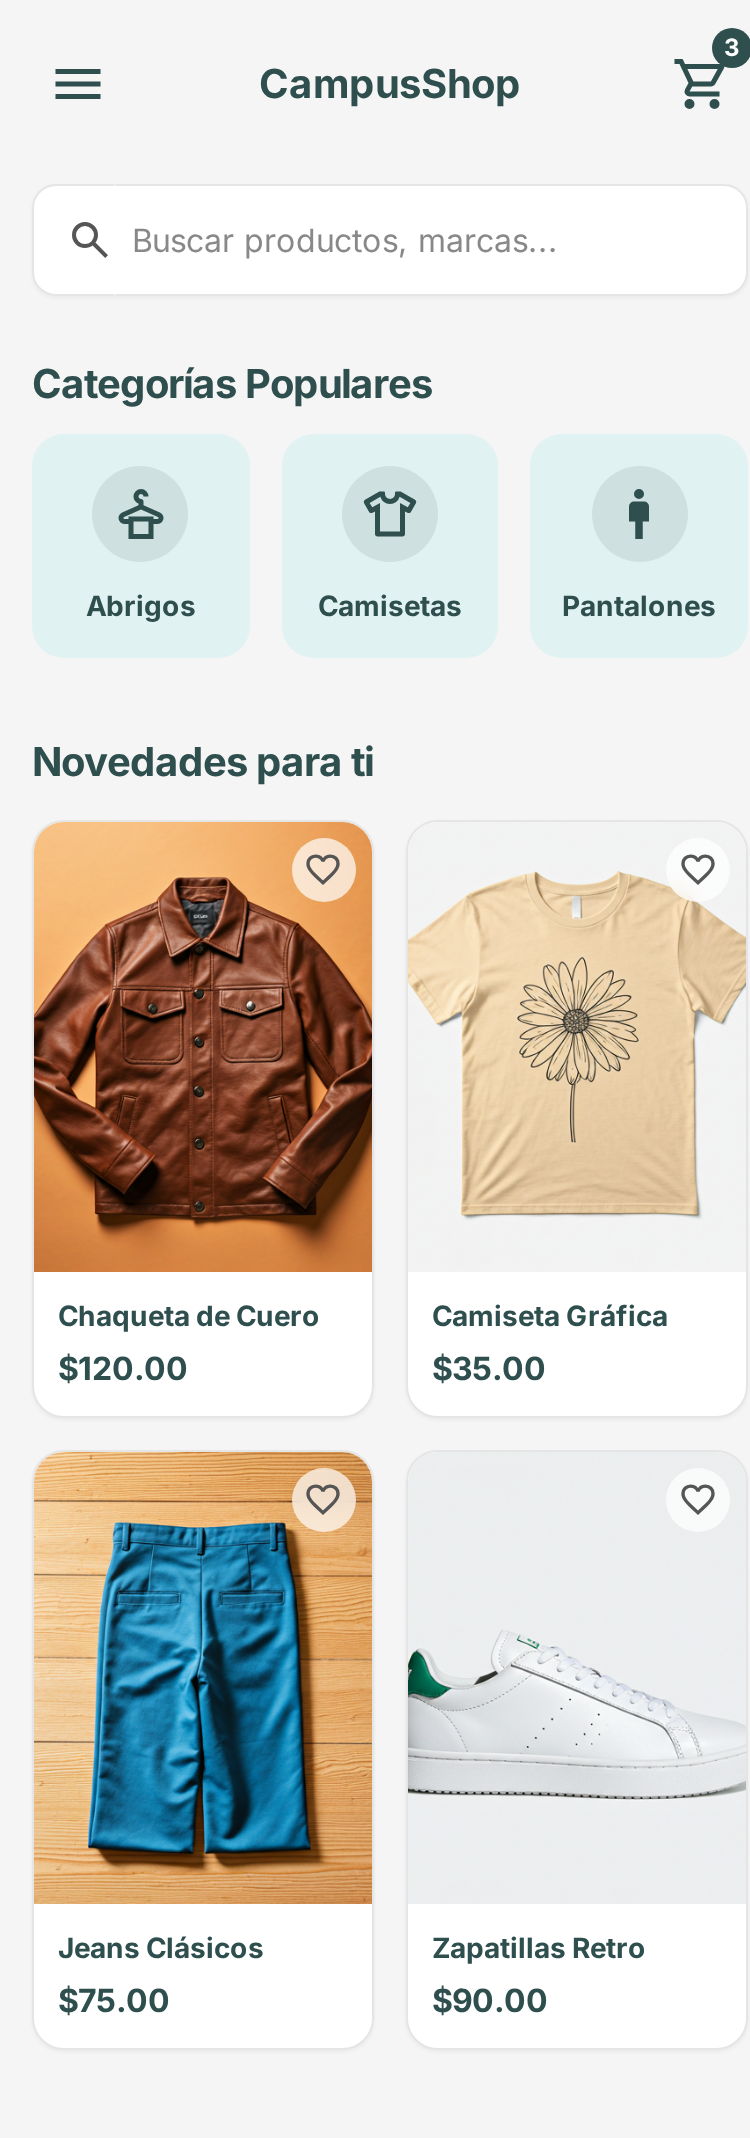 CampusShop
3
Buscar productos, marcas...
Categorías Populares
Abrigos
Camisetas
Pantalones
Novedades para ti
Chaqueta de Cuero
$120.00
Camiseta Gráfica
$35.00
Jeans Clásicos
$75.00
Zapatillas Retro
$90.00